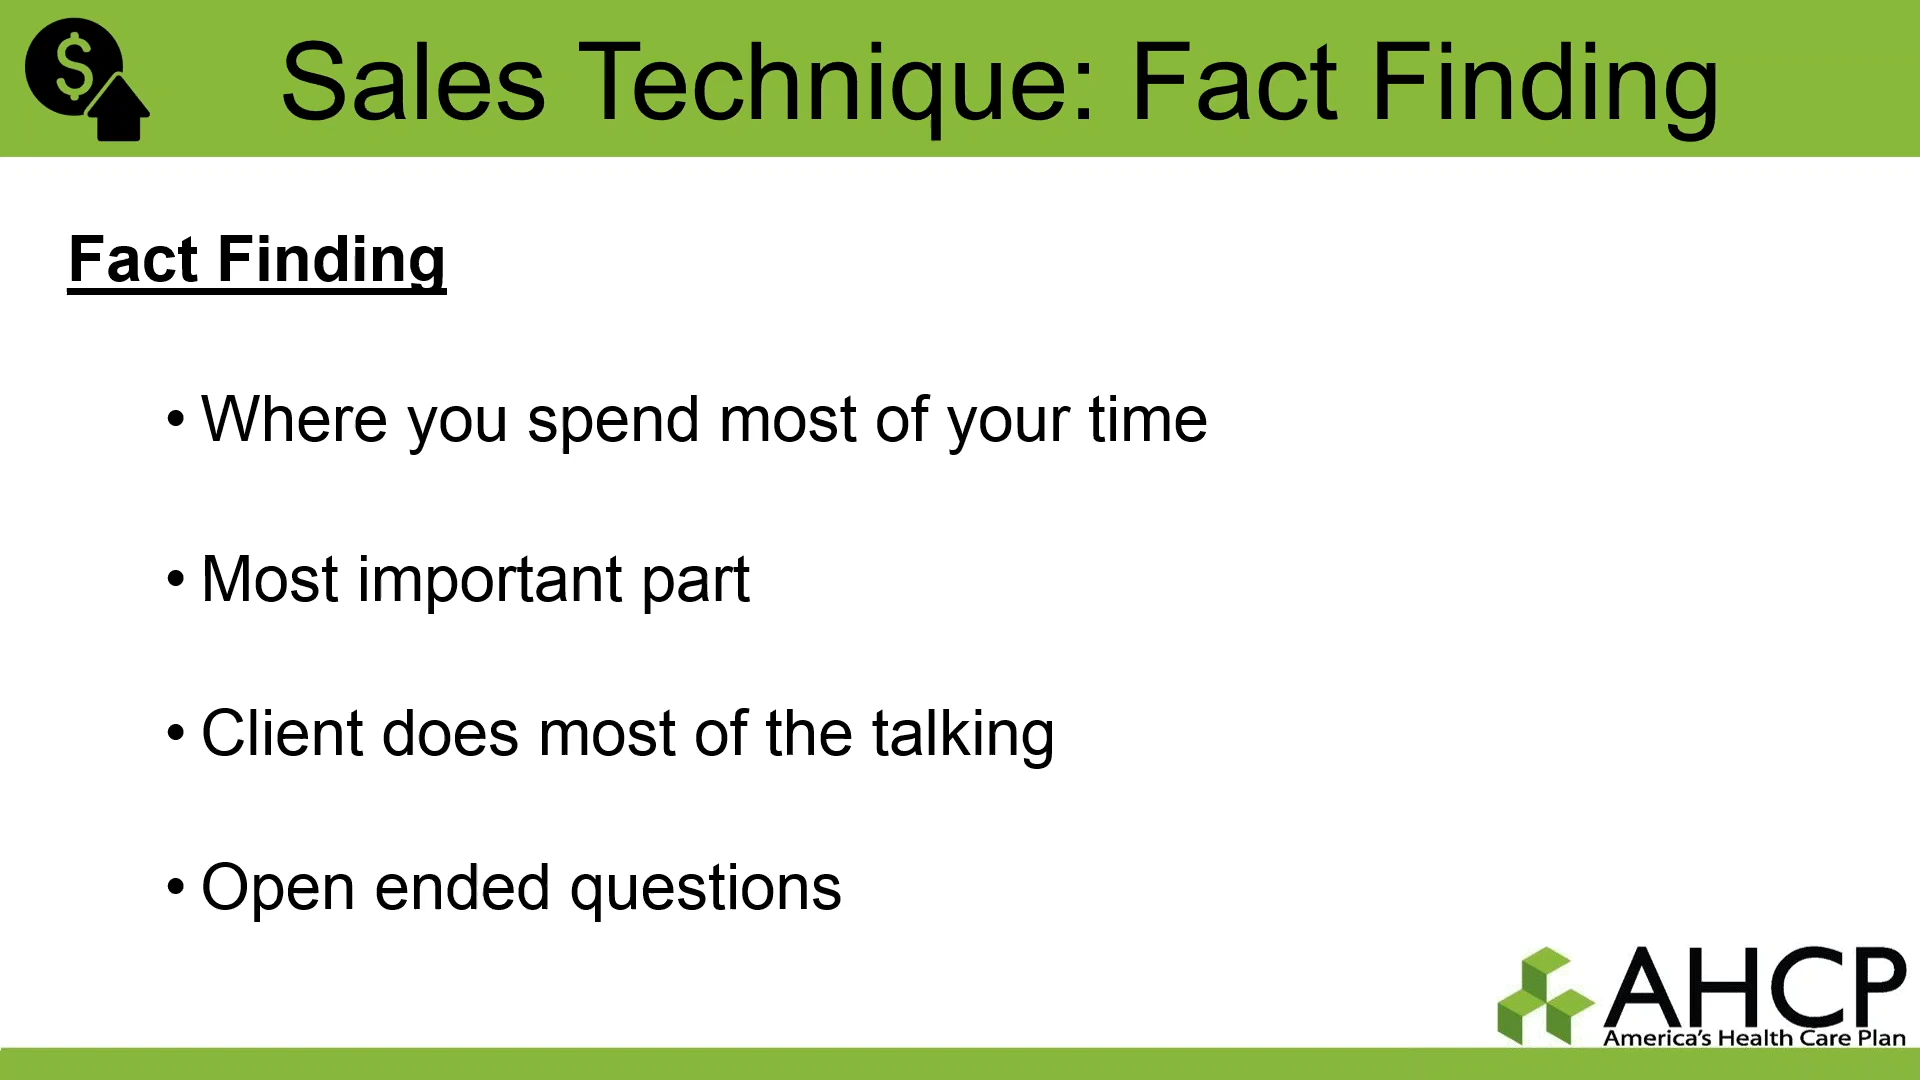 $
Sales Technique: Fact Finding
Fact Finding
• Where you spend most of your time
• Most important part
• Client does most of the talking
• Open ended questions
AHCP
America's Health Care Plan